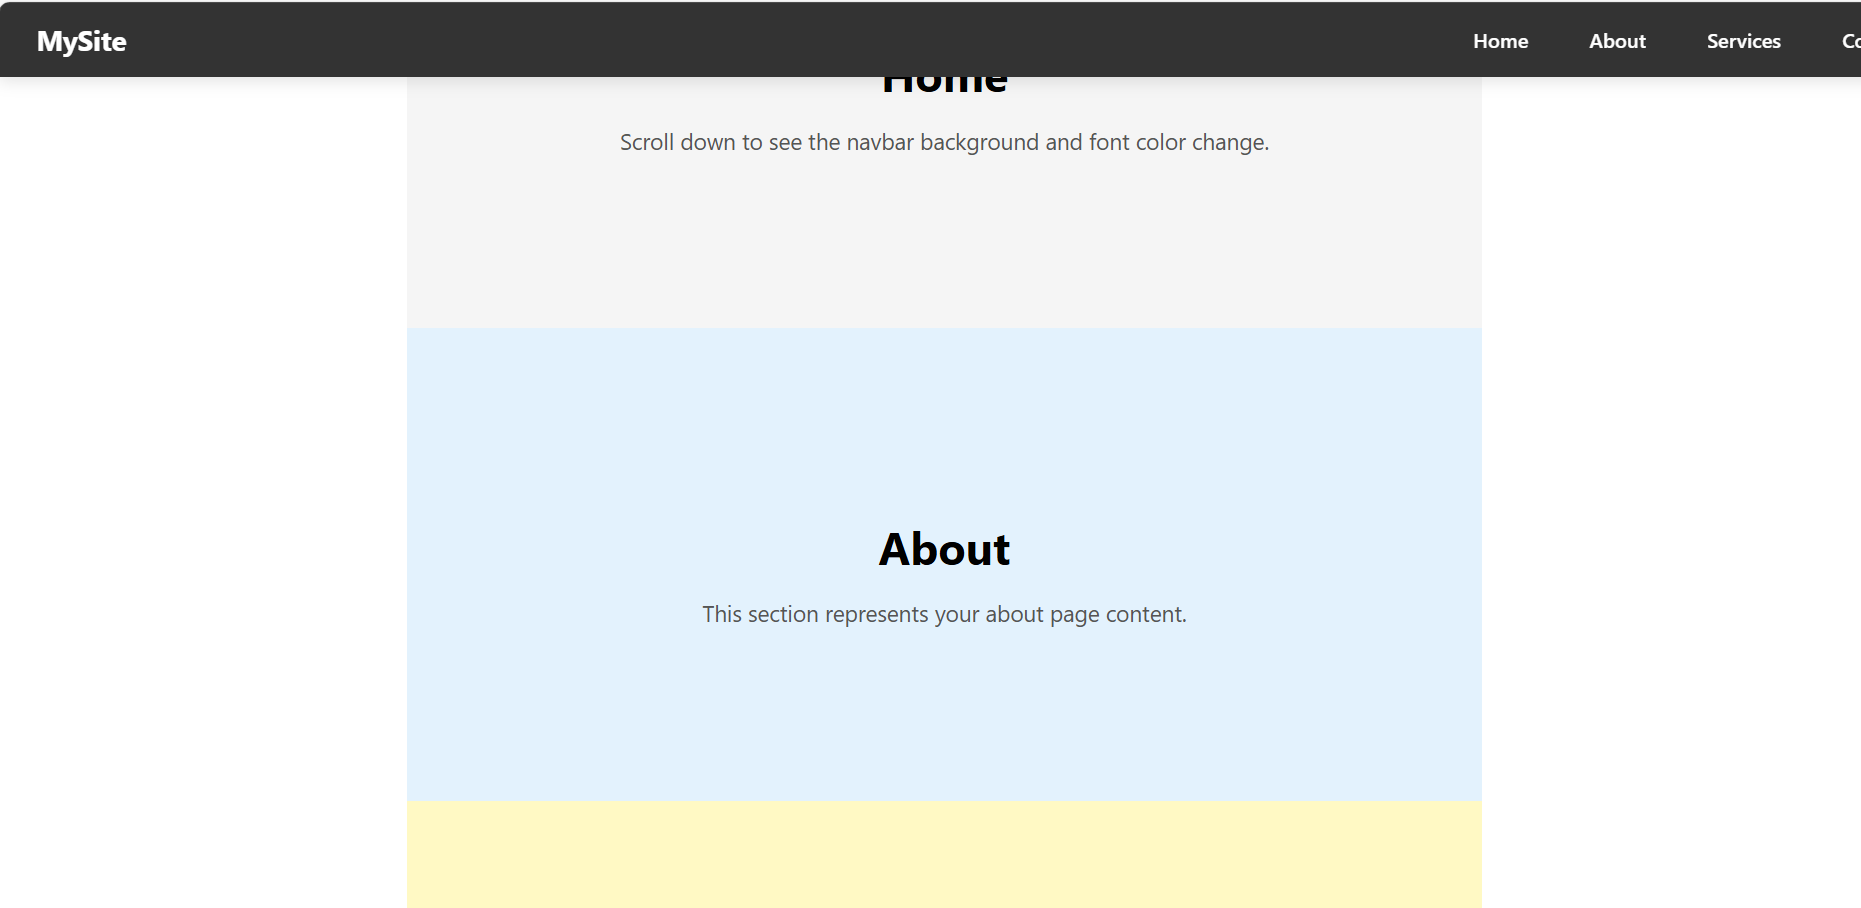 MySite
Home About Services Co
Home
Scroll down to see the navbar background and font color change.
About
This section represents your about page content.